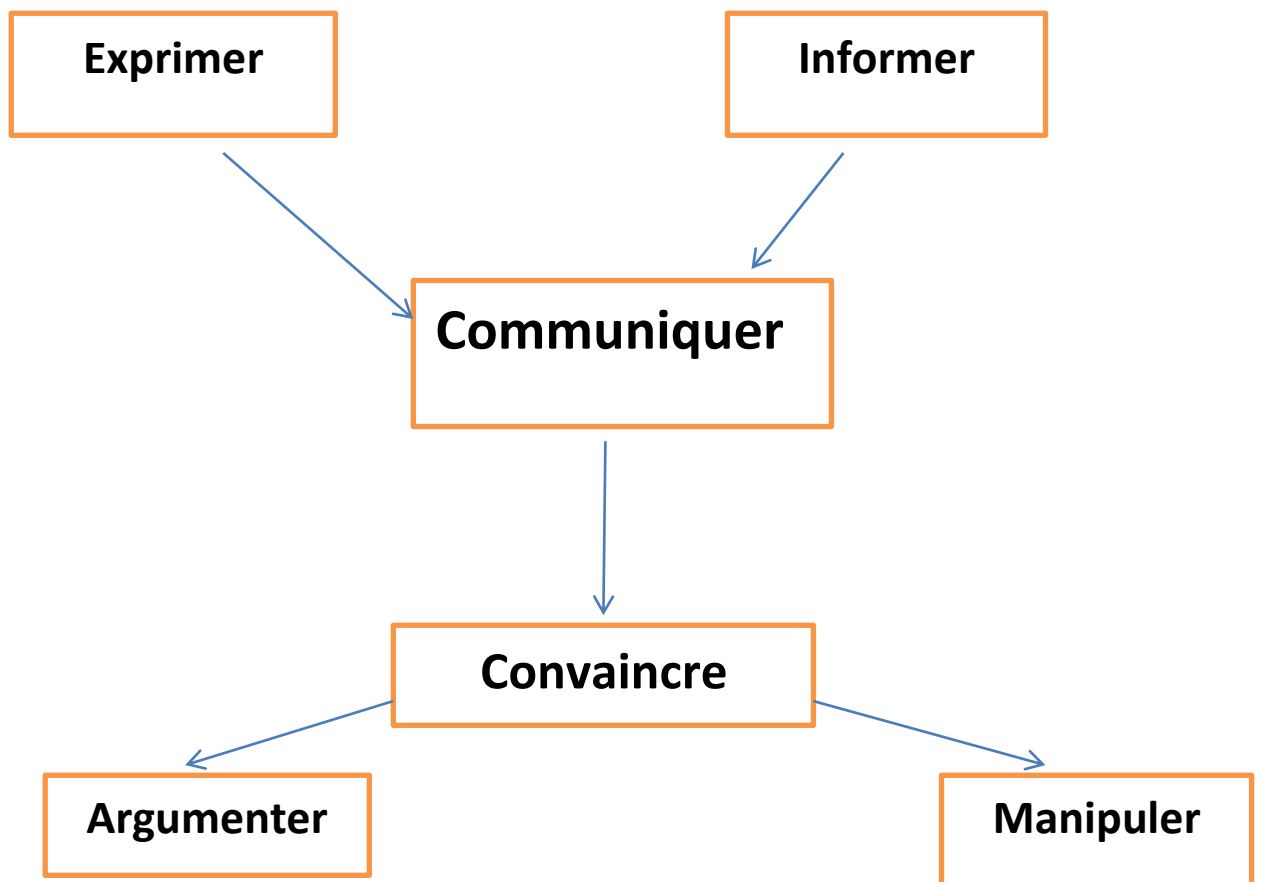 Exprimer
Informer
Communiquer
Convaincre
Argumenter
Manipuler